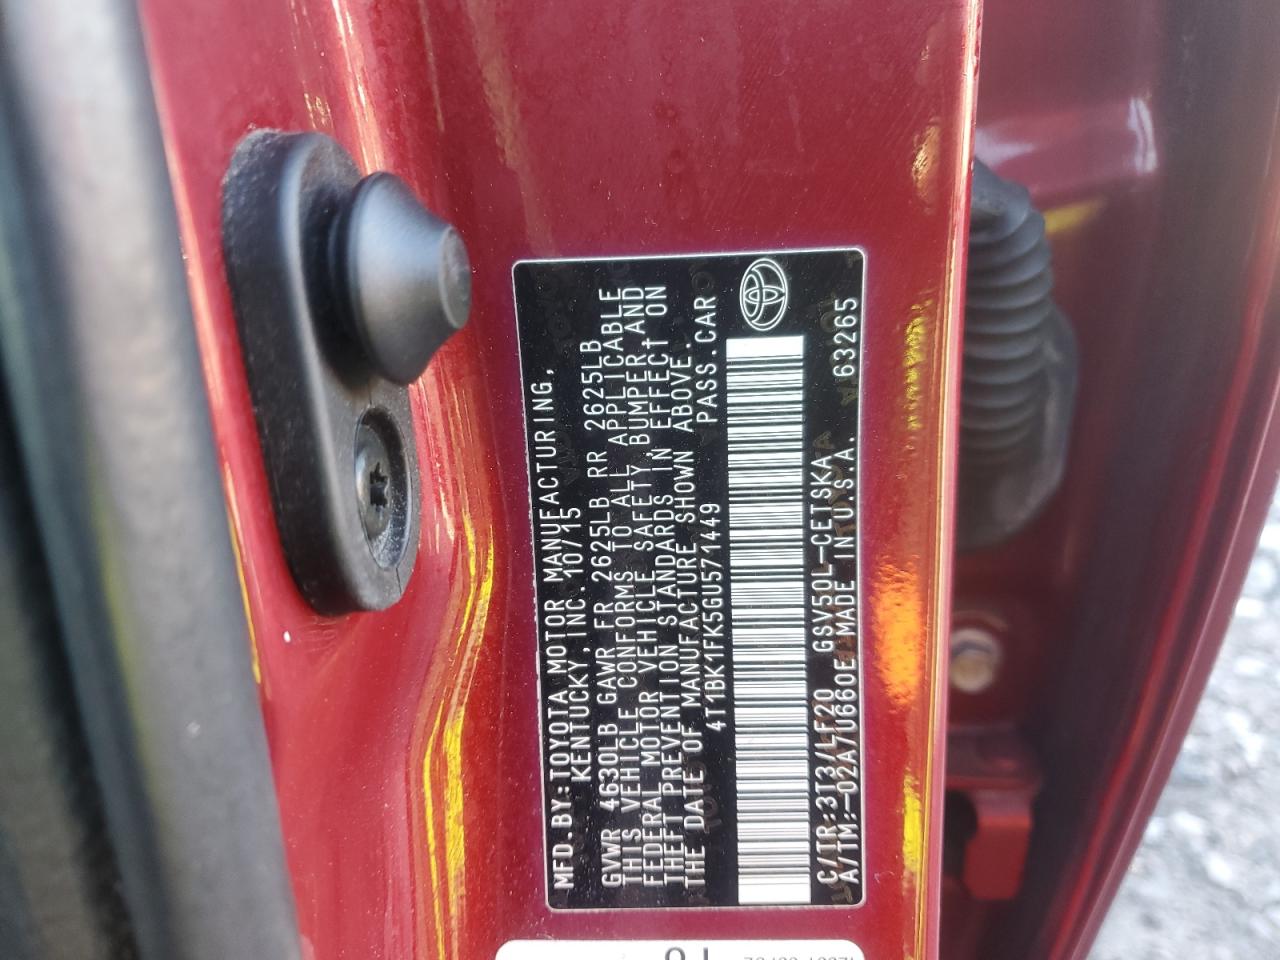 MFD.BY:TOYOTA MOTOR MANUFACTURING,
KENTUCKY,INC. 10/15
GVWR 4630LB GAWR FR 2625LB RR 2625LB
THIS VEHICLE CONFORMS TO ALL APPLICABLE
FEDERAL MOTOR VEHICLE SAFETY, BUMPER AND
THEFT PREVENTION STANDARDS IN EFFECT ON
THE DATE OF MANUFACTURE SHOWN ABOVE.
4T1BK1FK5GU571449 PASS.CAR
C/TR:3T3/LF20 GSV50L-CETSKA
A/TM:-02A/U660E MADE IN U.S.A. 63265